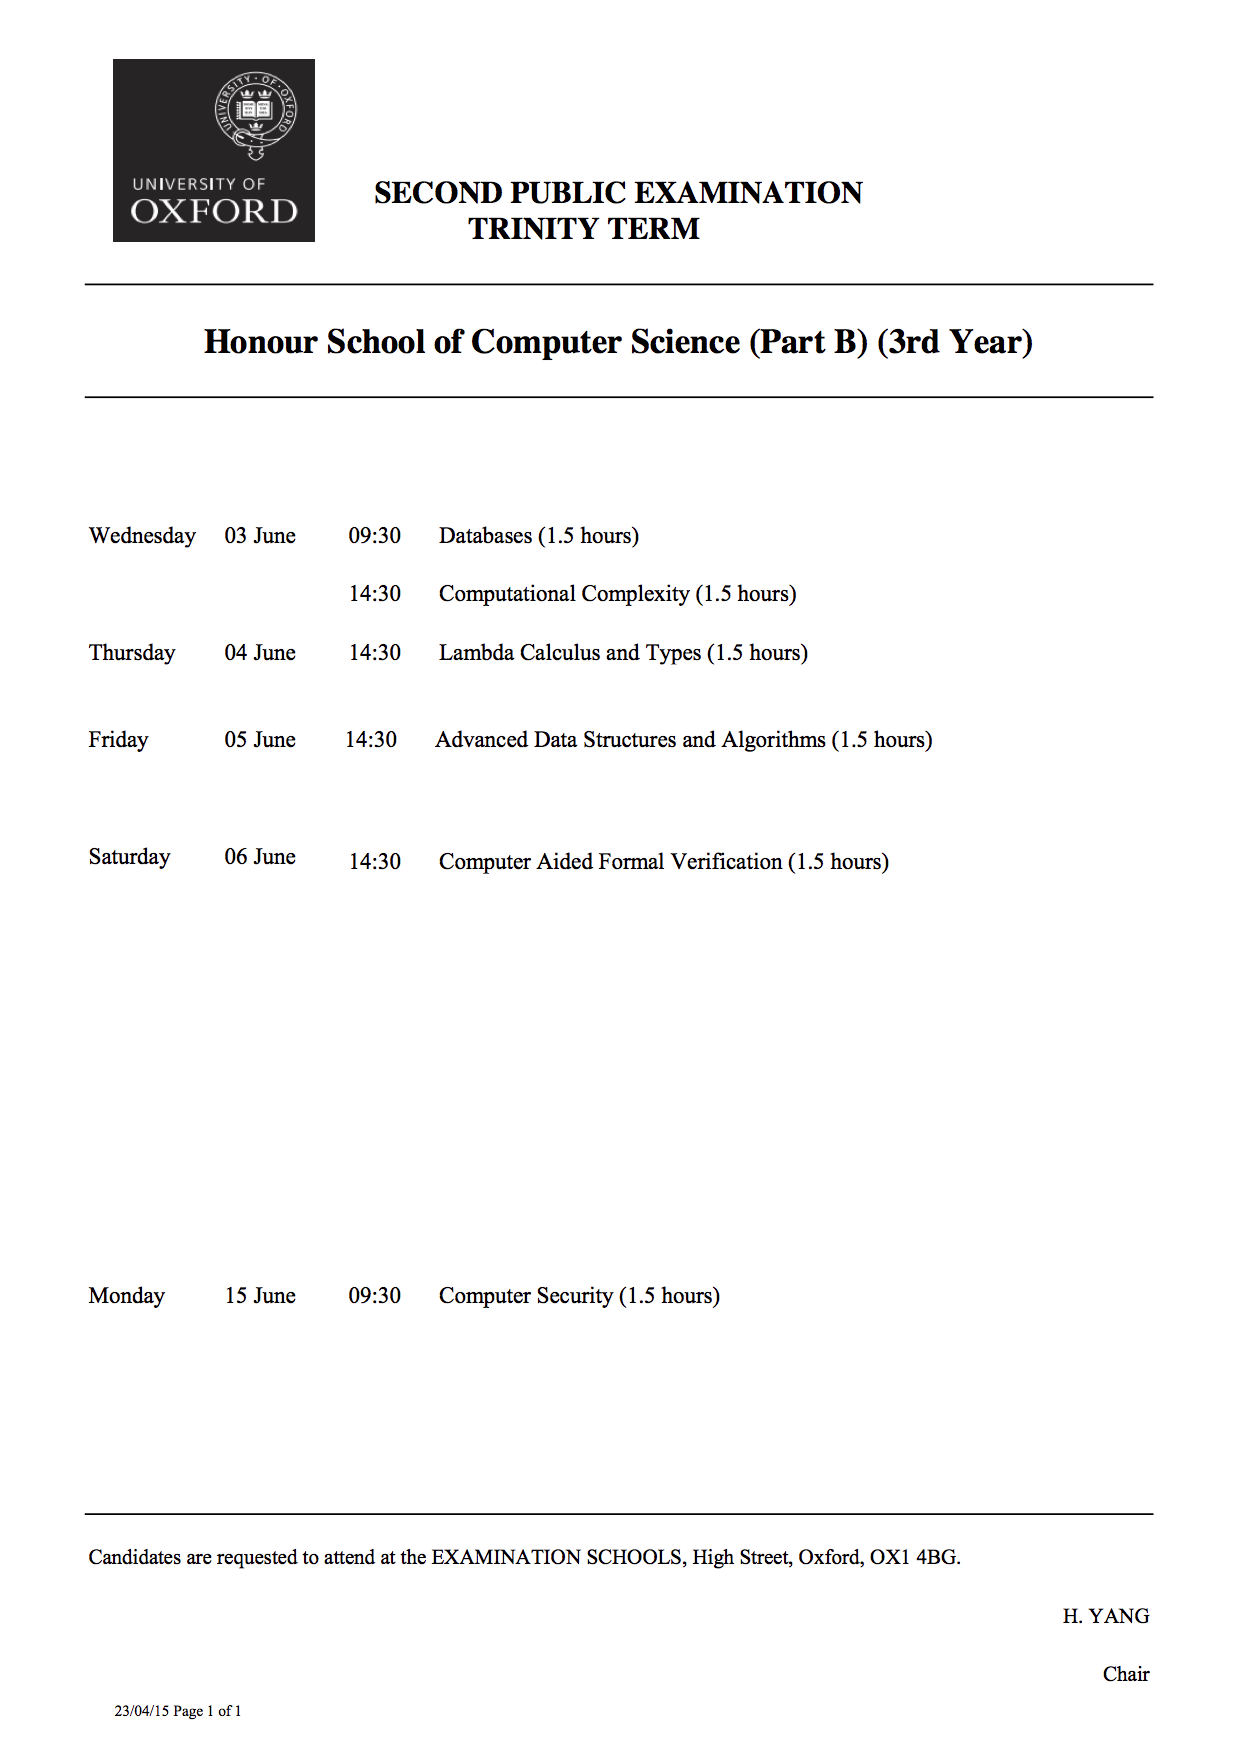 UNIVERSITY OF OXFORD
UNIVERSITY OF
OXFORD
SECOND PUBLIC EXAMINATION
TRINITY TERM
Honour School of Computer Science (Part B) (3rd Year)
Wednesday 03 June 09:30 Databases (1.5 hours)
14:30 Computational Complexity (1.5 hours)
Thursday 04 June 14:30 Lambda Calculus and Types (1.5 hours)
Friday 05 June 14:30 Advanced Data Structures and Algorithms (1.5 hours)
Saturday 06 June 14:30 Computer Aided Formal Verification (1.5 hours)
Monday 15 June 09:30 Computer Security (1.5 hours)
Candidates are requested to attend at the EXAMINATION SCHOOLS, High Street, Oxford, OX1 4BG.
H. YANG
Chair
23/04/15 Page 1 of 1